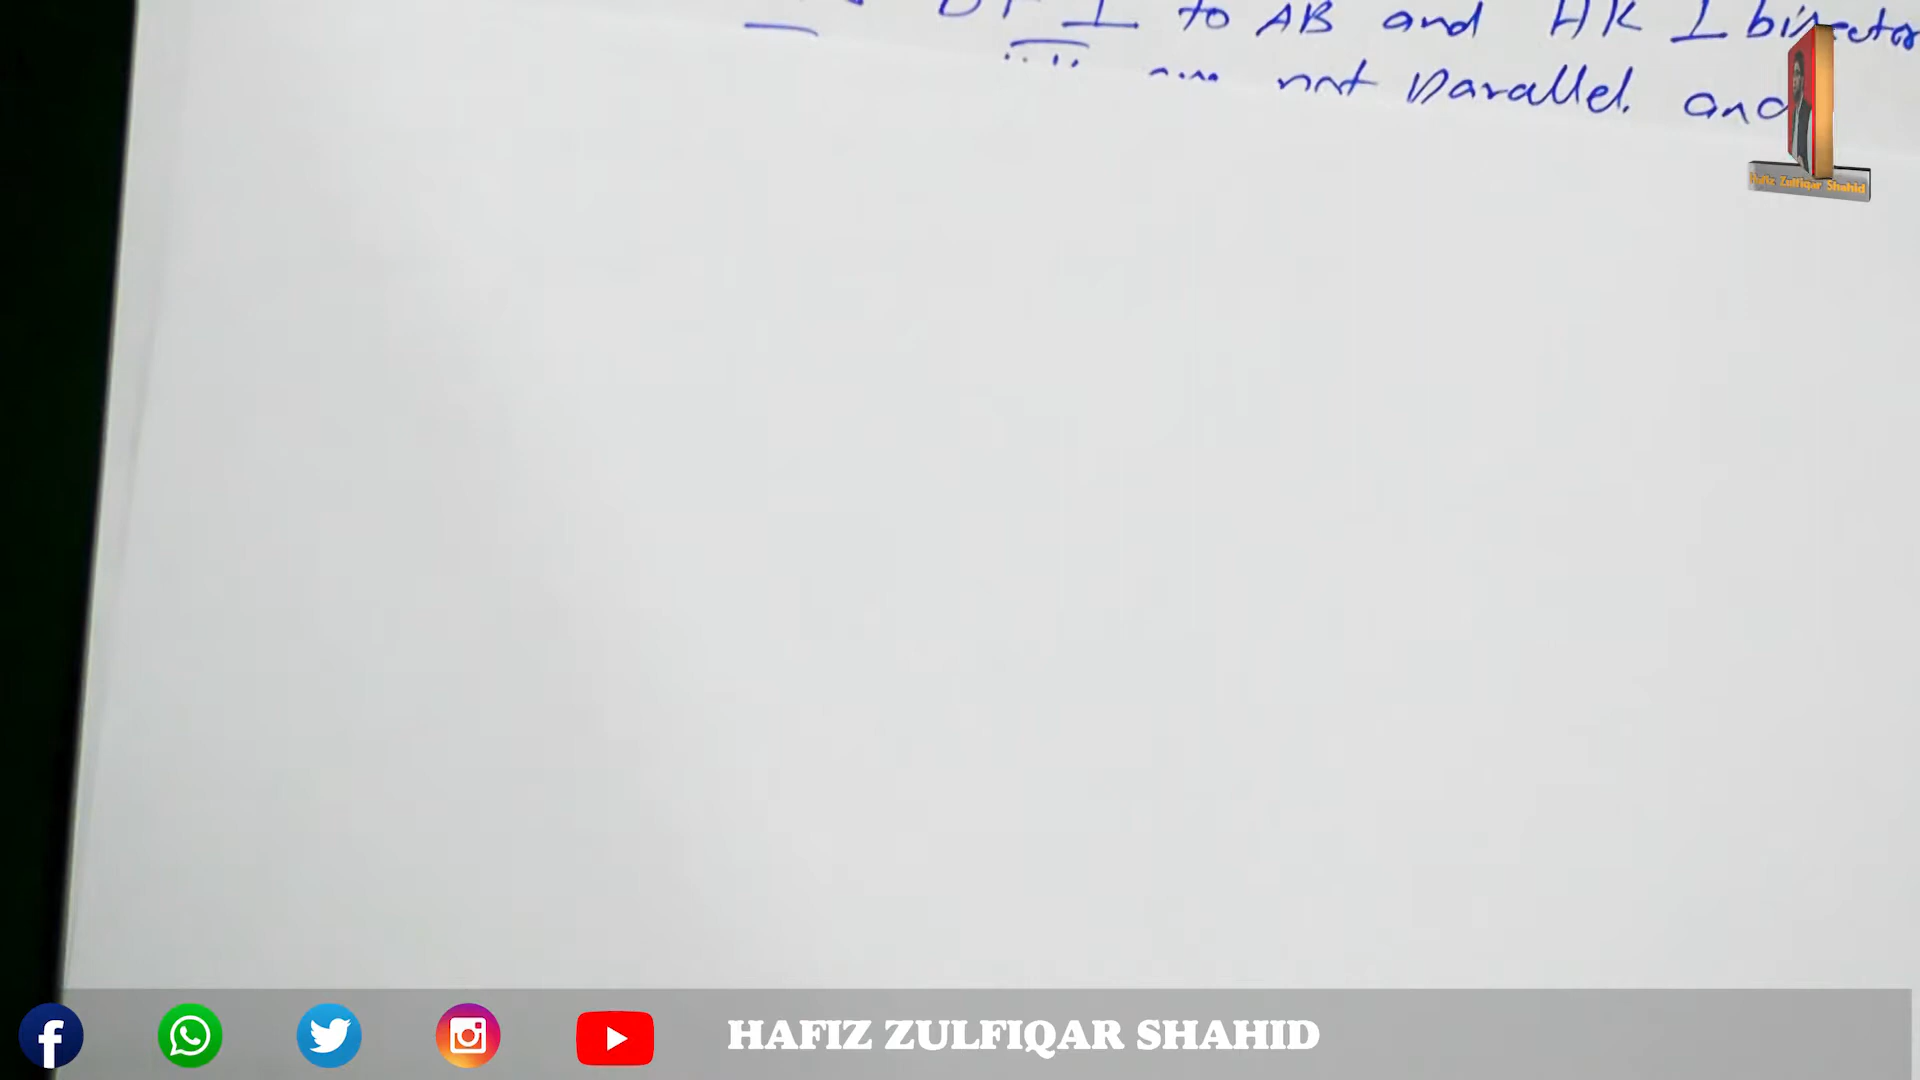 ⊥ to AB and HK ⊥ bisector
not parallel. and
Hafiz Zulfiqar Shahid
HAFIZ ZULFIQAR SHAHID